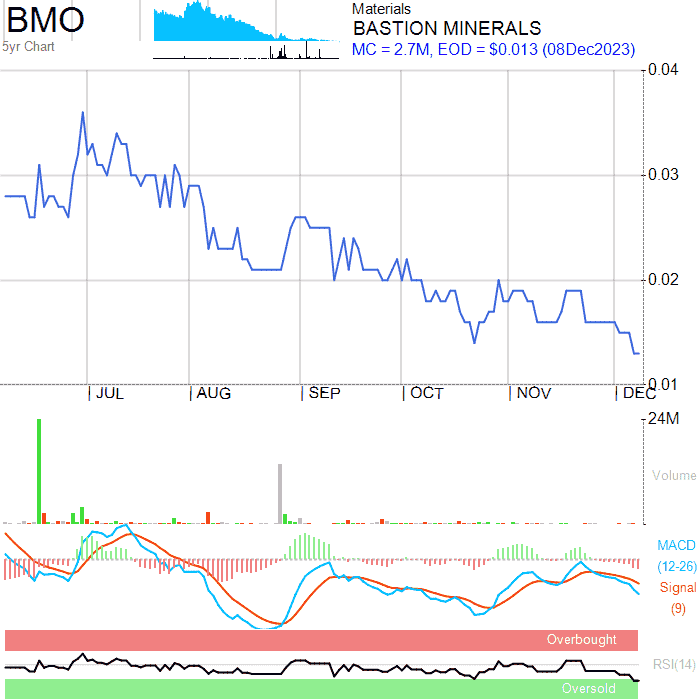 BMO
5yr Chart
Materials
BASTION MINERALS
MC = 2.7M, EOD = $0.013 (08Dec2023)
0.04
0.03
0.02
0.01
JUL AUG SEP OCT NOV DEC
24M
Volume
MACD
(12-26)
Signal
(9)
Overbought
RSI(14)
Oversold